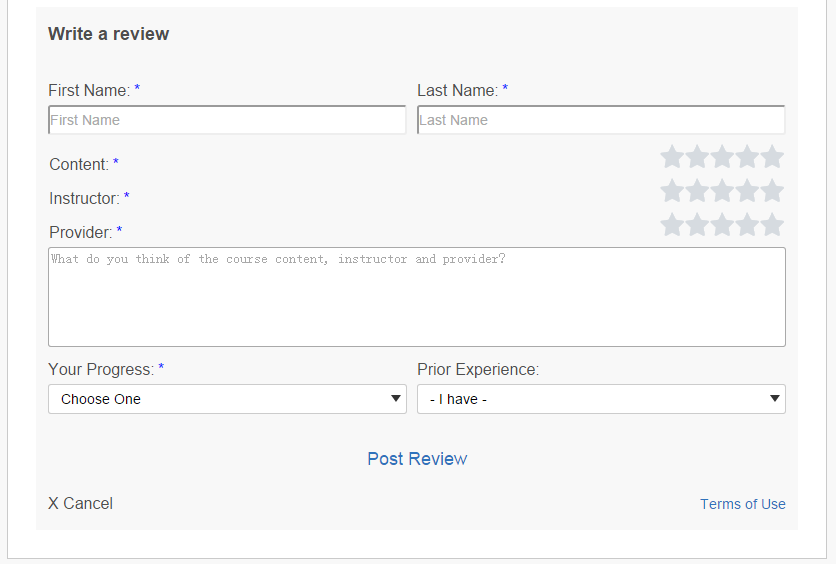 Write a review
First Name: * Last Name: *
First Name Last Name
Content: *
Instructor: *
Provider: *
What do you think of the course content, instructor and provider?
Your Progress: * Prior Experience:
Choose One - I have -
Post Review
X Cancel Terms of Use